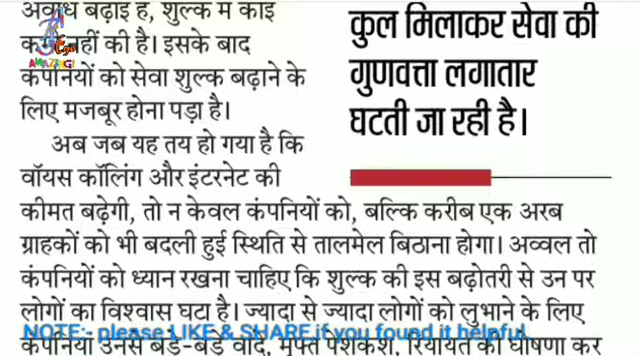 अवधि बढ़ाई है, शुल्क में कोई
कमी नहीं की है। इसके बाद
कंपनियों को सेवा शुल्क बढ़ाने के
लिए मजबूर होना पड़ा है।
अब जब यह तय हो गया है कि
वॉयस कॉलिंग और इंटरनेट की
कीमत बढ़ेगी, तो न केवल कंपनियों को, बल्कि करीब एक अरब
ग्राहकों को भी बदली हुई स्थिति से तालमेल बिठाना होगा। अव्वल तो
कंपनियों को ध्यान रखना चाहिए कि शुल्क की इस बढ़ोतरी से उन पर
लोगों का विश्वास घटा है। ज्यादा से ज्यादा लोगों को लुभाने के लिए
कंपनियां उनसे बड़े-बड़े वादे, मुफ्त पेशकश, रियायत की घोषणा कर
कुल मिलाकर सेवा की
गुणवत्ता लगातार
घटती जा रही है।
AMAZING!
NOTE:- please LIKE & SHARE if you found it helpful